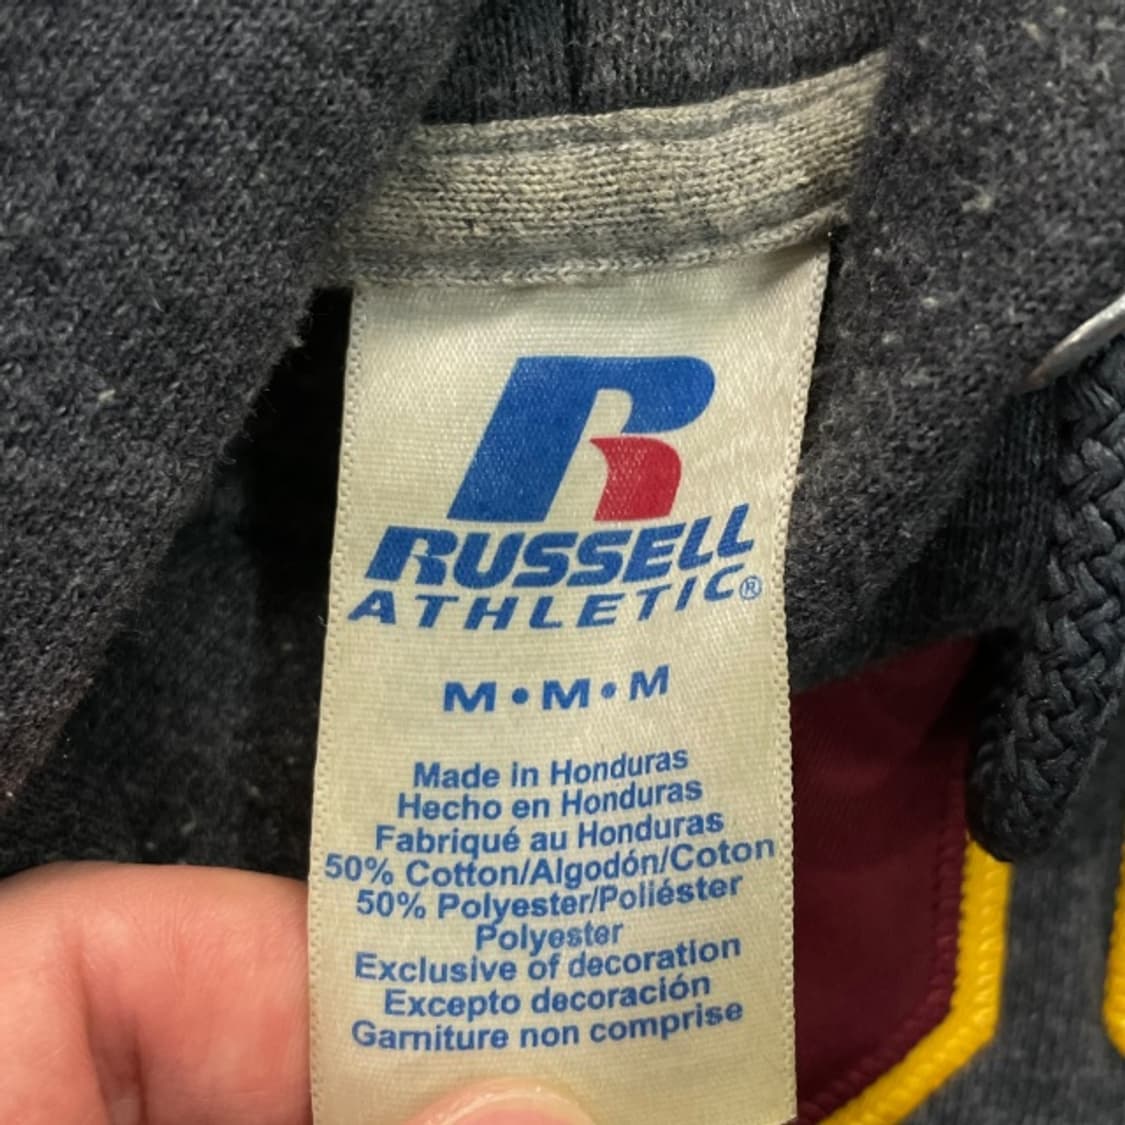 R
RUSSELL
ATHLETIC®
M•M•M
Made in Honduras
Hecho en Honduras
Fabriqué au Honduras
50% Cotton/Algodón/Coton
50% Polyester/Poliéster
Polyester
Exclusive of decoration
Excepto decoración
Garniture non comprise